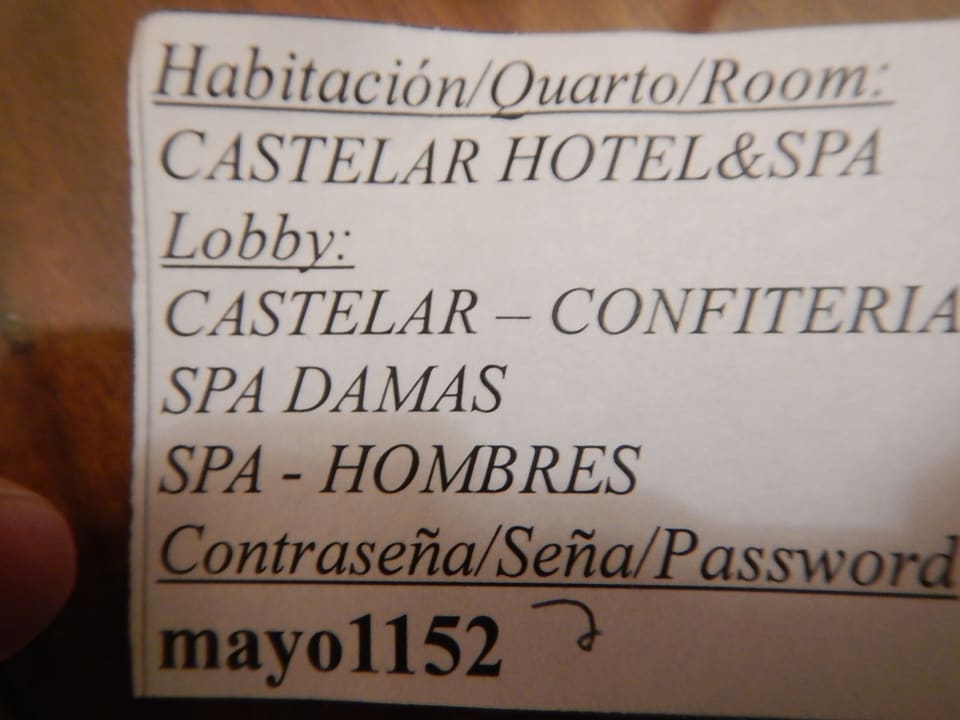 Habitación/Quarto/Room:
CASTELAR HOTEL&SPA
Lobby:
CASTELAR – CONFITERIA
SPA DAMAS
SPA - HOMBRES
Contraseña/Seña/Password
mayo1152